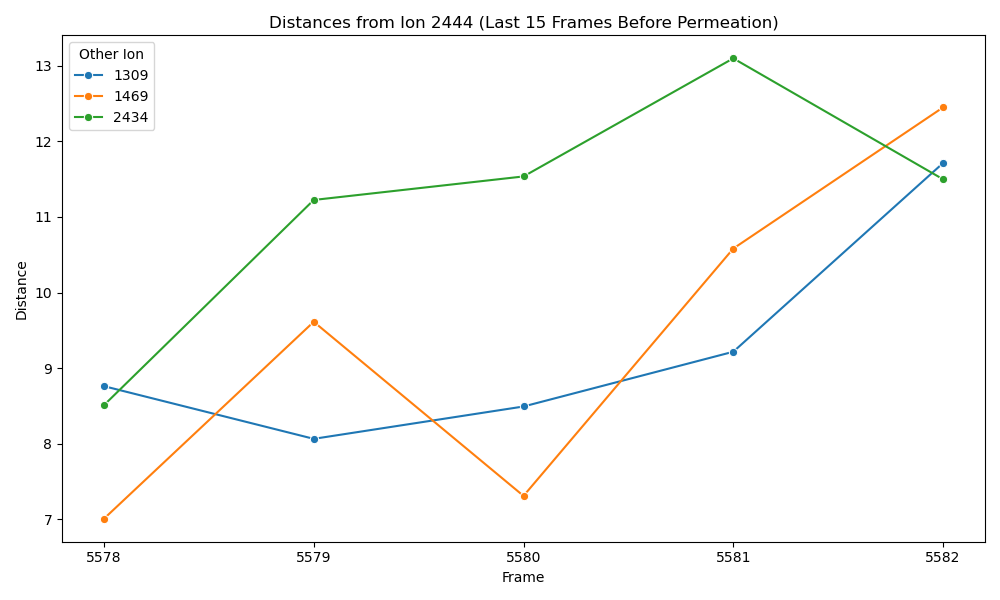 Distances from Ion 2444 (Last 15 Frames Before Permeation)
Other Ion
1309
1469
2434
Distance
13
12
11
10
9
8
7
5578 5579 5580 5581 5582
Frame